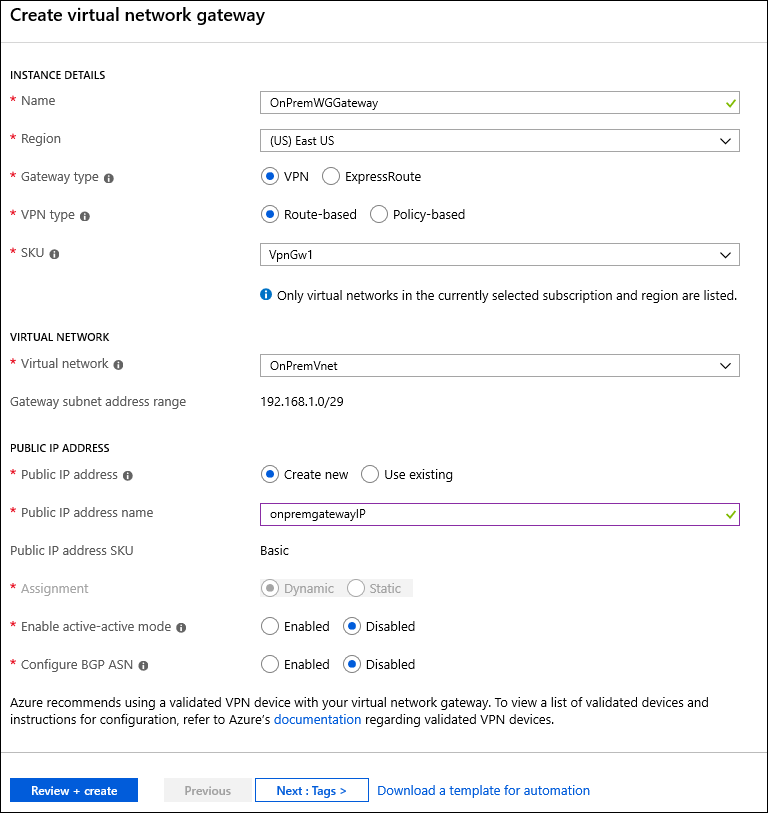 Create virtual network gateway
INSTANCE DETAILS
* Name
OnPremWGGateway
* Region
(US) East US
* Gateway type
VPN ExpressRoute
* VPN type
Route-based Policy-based
* SKU
VpnGw1
Only virtual networks in the currently selected subscription and region are listed.
VIRTUAL NETWORK
* Virtual network
OnPremVnet
Gateway subnet address range
192.168.1.0/29
PUBLIC IP ADDRESS
* Public IP address
Create new Use existing
* Public IP address name
onpremgatewayIP
Public IP address SKU
Basic
* Assignment
Dynamic Static
* Enable active-active mode
Enabled Disabled
* Configure BGP ASN
Enabled Disabled
Azure recommends using a validated VPN device with your virtual network gateway. To view a list of validated devices and
instructions for configuration, refer to Azure's documentation regarding validated VPN devices.
Review + create Previous Next : Tags > Download a template for automation